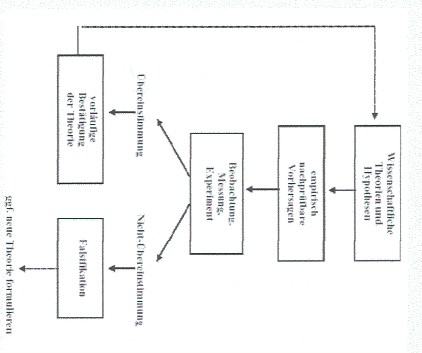 Wissenschaftliche
Theorien und
Hypothesen
empirisch
nachprüfbare
Vorhersagen
Beobachtung,
Messung,
Experiment
Übereinstimmung
Nicht-Übereinstimmung
vorläufige
Bestätigung
der Theorie
Falsifikation
ggf. neue Theorie formulieren